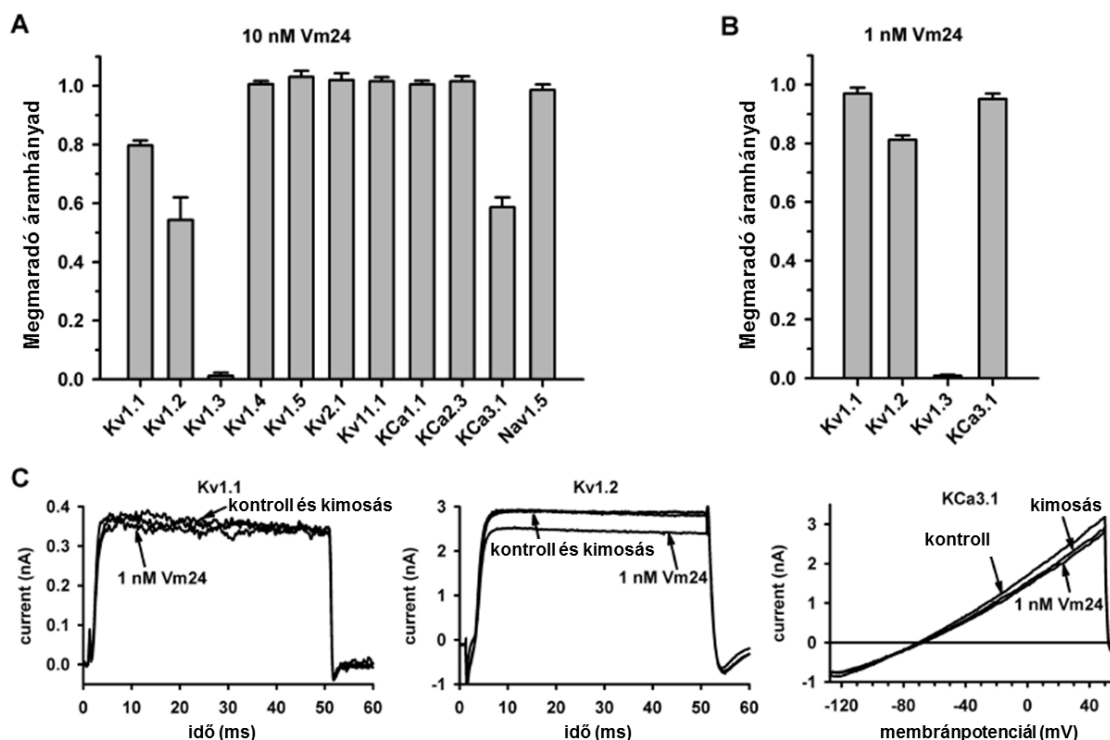 A
10 nM Vm24
Megmaradó áramhányad
1.0
0.8
0.6
0.4
0.2
0.0
Kv1.1
Kv1.2
Kv1.3
Kv1.4
Kv1.5
Kv2.1
Kv11.1
KCa1.1
KCa2.3
KCa3.1
Nav1.5
B
1 nM Vm24
Megmaradó áramhányad
1.0
0.8
0.6
0.4
0.2
0.0
Kv1.1
Kv1.2
Kv1.3
KCa3.1
C
Kv1.1
current (nA)
0.4
0.3
0.2
0.1
0.0
kontroll és kimosás
1 nM Vm24
0 10 20 30 40 50 60
idő (ms)
Kv1.2
current (nA)
3
2
1
0
-1
kontroll és kimosás
1 nM Vm24
0 10 20 30 40 50 60
idő (ms)
KCa3.1
current (nA)
3
2
1
0
-1
kimosás
kontroll
1 nM Vm24
-120 -80 -40 0 40
membránpotenciál (mV)